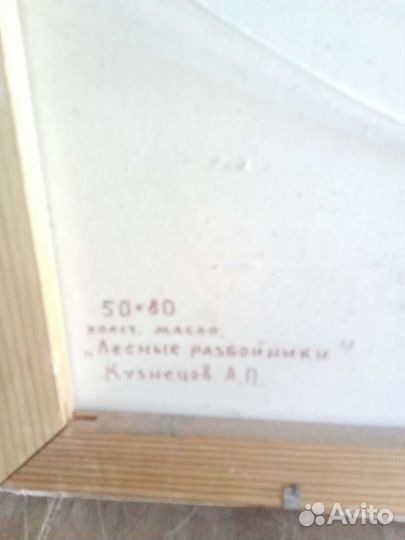 50×80
холст. масло.
„Лесные разбойники"
Кузнецов. А.П.
Avito